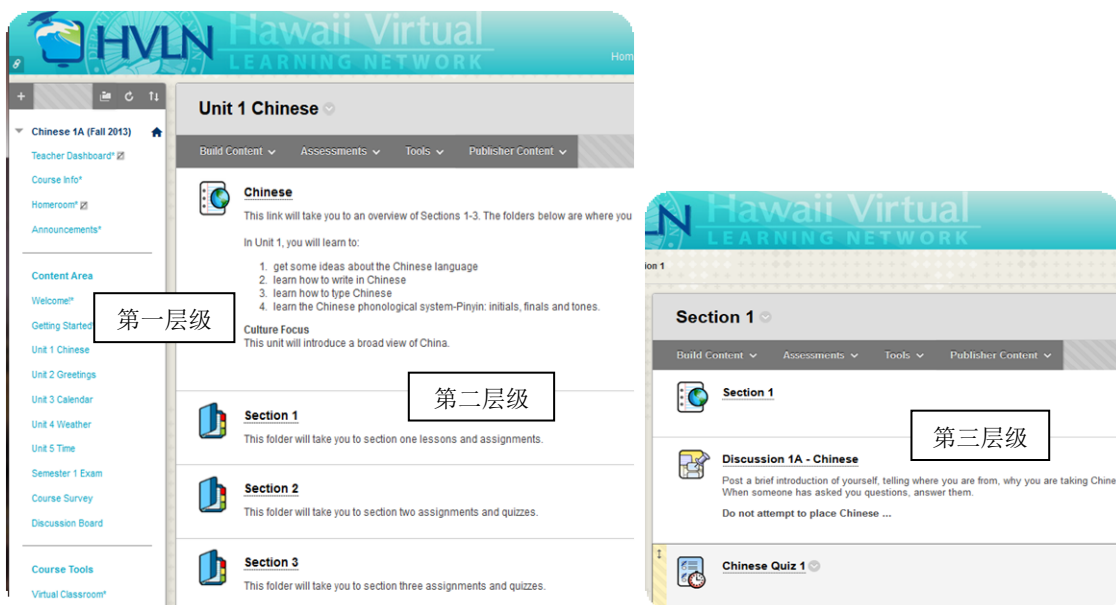 HVLN
Hawaii Virtual
LEARNING NETWORK
Hom
Chinese 1A (Fall 2013)
Teacher Dashboard*
Course Info*
Homeroom*
Announcements*
Content Area
Welcome!*
Getting Started
Unit 1 Chinese
Unit 2 Greetings
Unit 3 Calendar
Unit 4 Weather
Unit 5 Time
Semester 1 Exam
Course Survey
Discussion Board
Course Tools
Virtual Classroom*
第一层级
Unit 1 Chinese
Build Content Assessments Tools Publisher Content
Chinese
This link will take you to an overview of Sections 1-3. The folders below are where you
In Unit 1, you will learn to:
1. get some ideas about the Chinese language
2. learn how to write in Chinese
3. learn how to type Chinese
4. learn the Chinese phonological system-Pinyin: initials, finals and tones.
Culture Focus
This unit will introduce a broad view of China.
第二层级
Section 1
This folder will take you to section one lessons and assignments.
Section 2
This folder will take you to section two assignments and quizzes.
Section 3
This folder will take you to section three assignments and quizzes.
LN
Hawaii Virtual
LEARNING NETWORK
ion 1
Section 1
Build Content Assessments Tools Publisher Content
Section 1
第三层级
Discussion 1A - Chinese
Post a brief introduction of yourself, telling where you are from, why you are taking Chine
When someone has asked you questions, answer them.
Do not attempt to place Chinese ...
Chinese Quiz 1